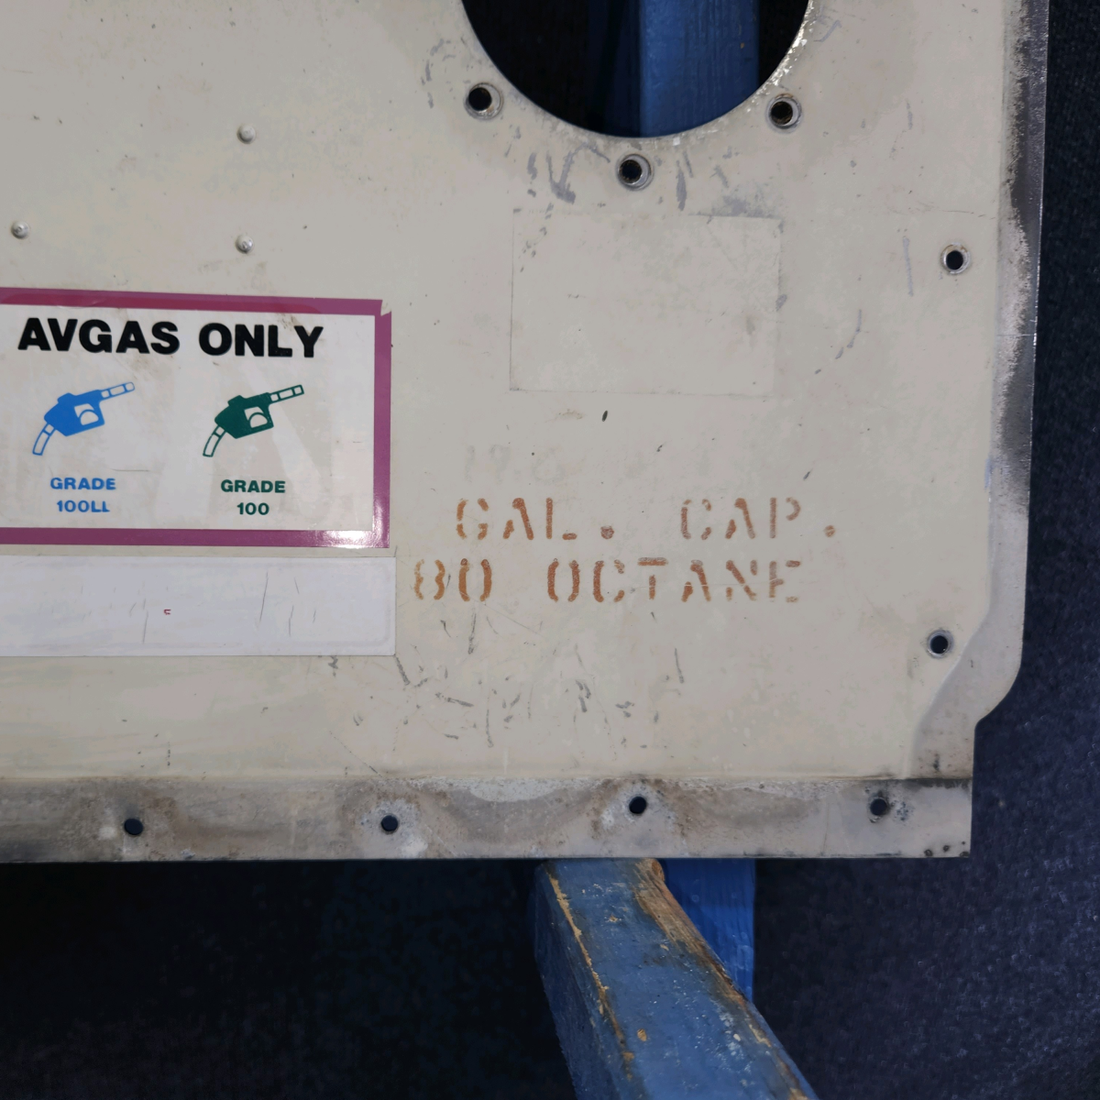 AVGAS ONLY
GRADE
100LL
GRADE
100
GAL. CAP.
80 OCTANE